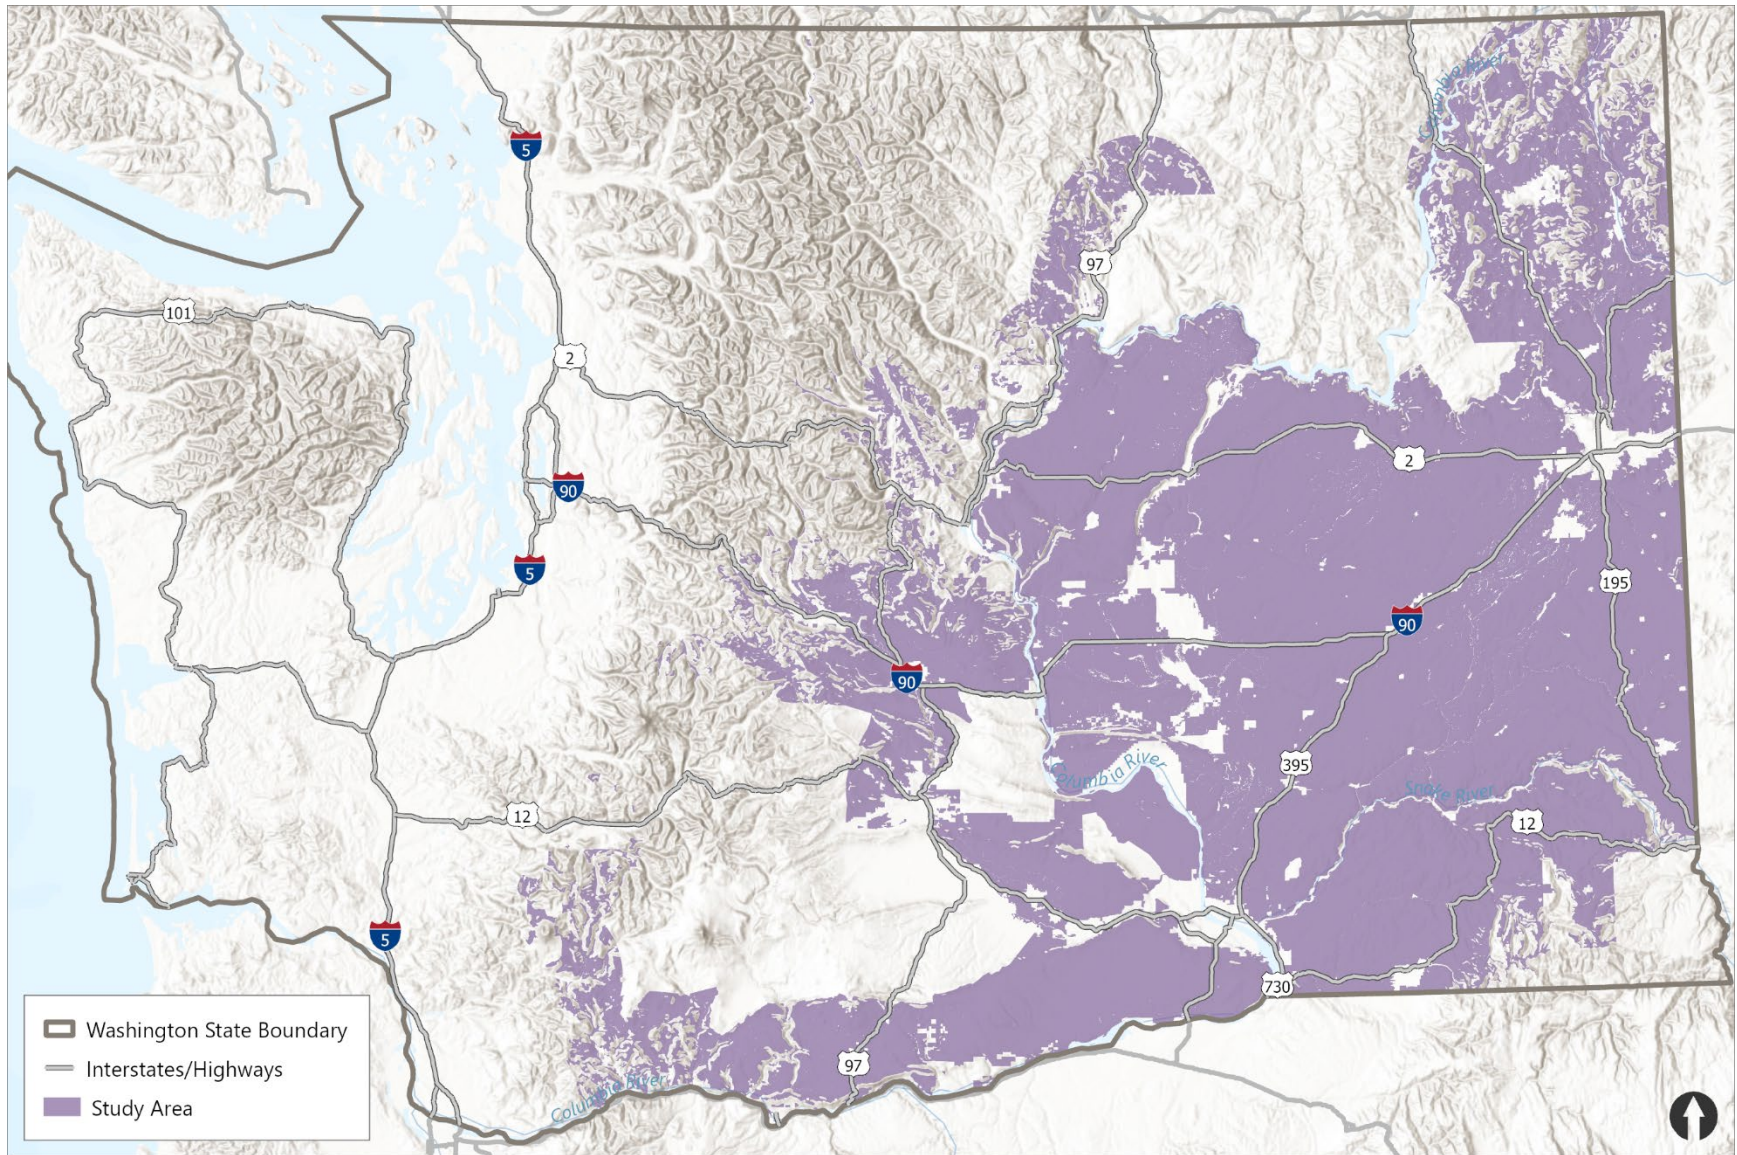 Columbia River
5
97
101
2
2
90
5
195
90
90
Columbia River
395
Snake River
12
12
5
730
97
Columbia River
Washington State Boundary
Interstates/Highways
Study Area